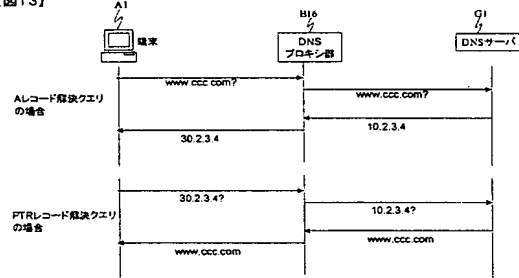 【図13】
A1
B16
G1
端末
DNS
プロキシ部
DNSサーバ
www.ccc.com?
www.ccc.com?
Aレコード解決クエリ
の場合
10.2.3.4
30.2.3.4
30.2.3.4?
10.2.3.4?
PTRレコード解決クエリ
の場合
www.ccc.com
www.ccc.com